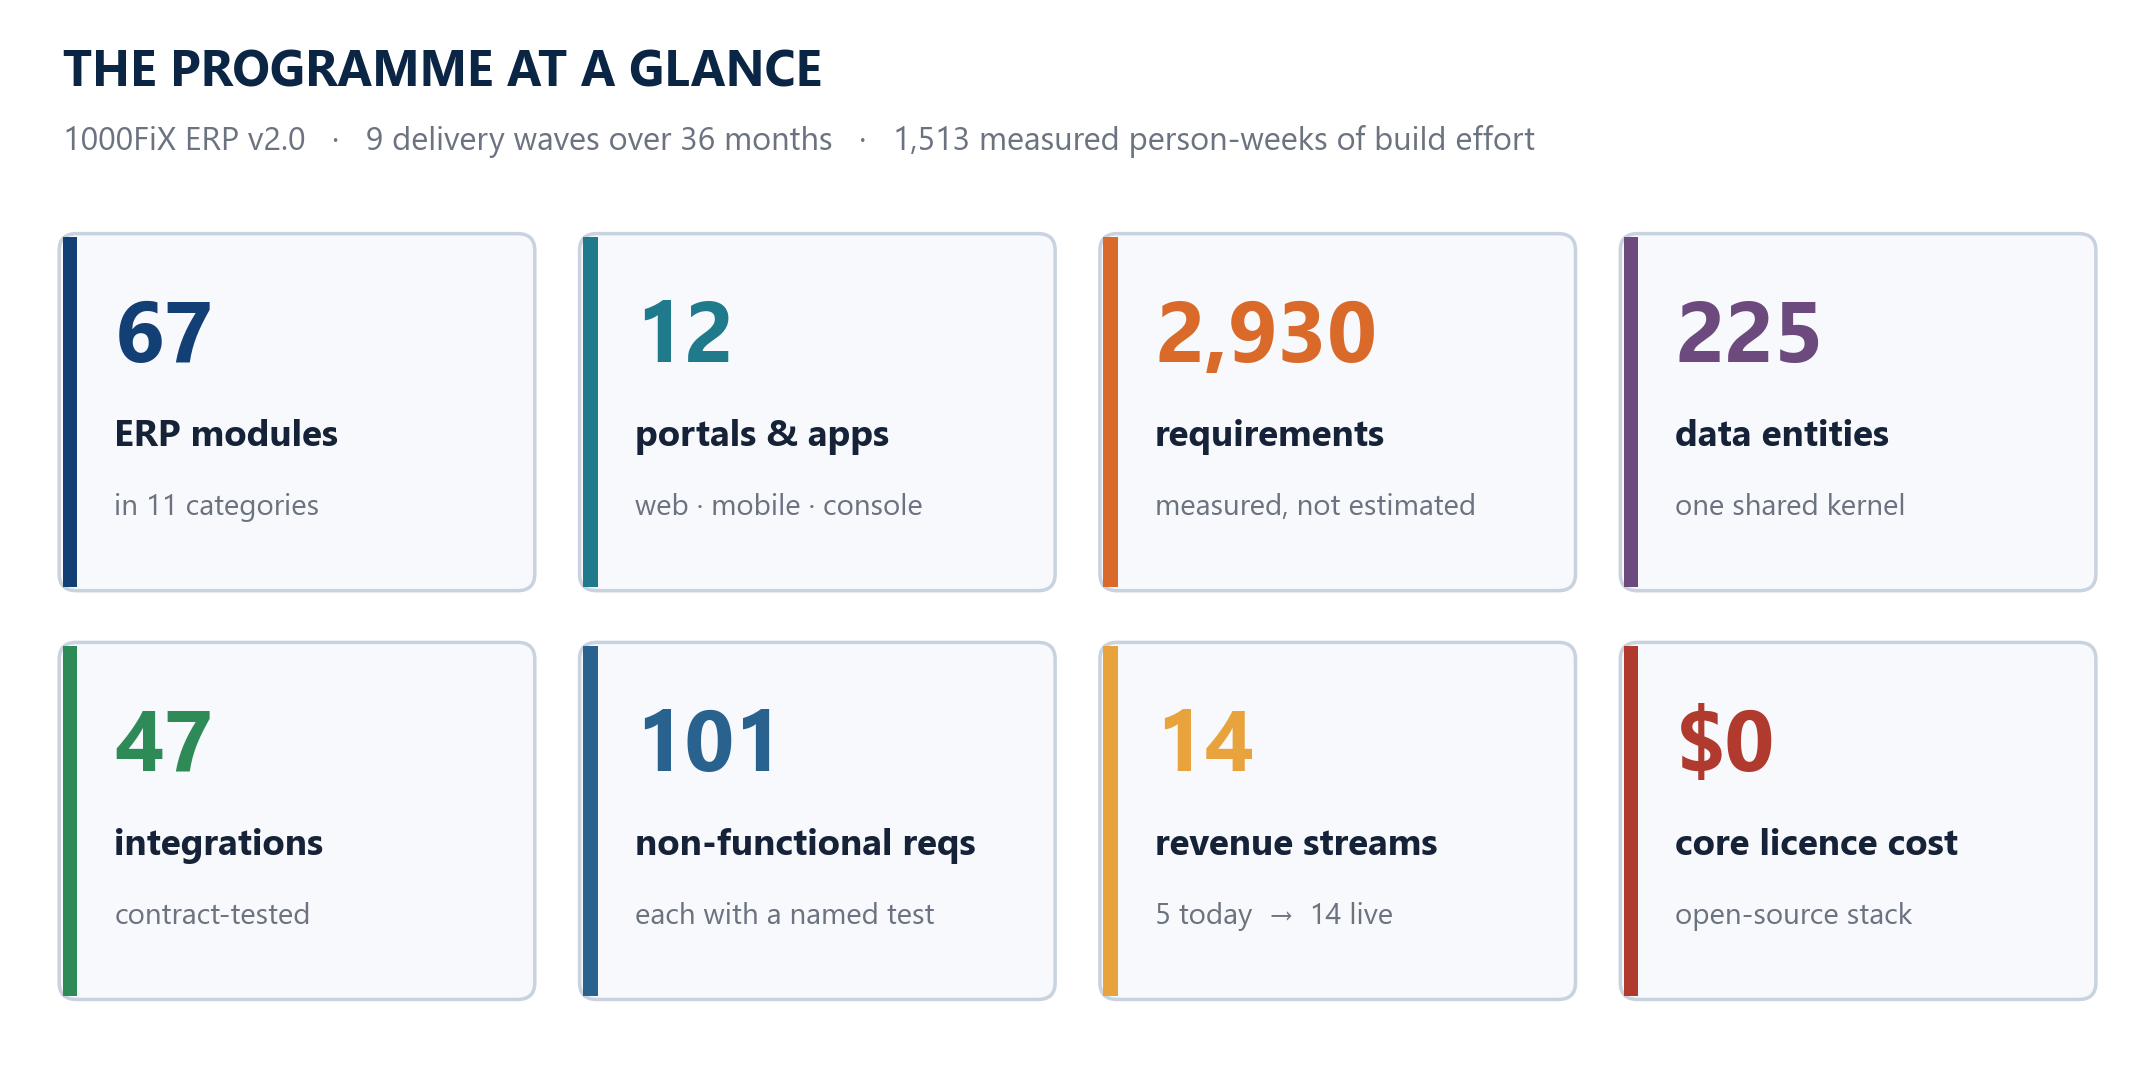 THE PROGRAMME AT A GLANCE
1000FiX ERP v2.0 · 9 delivery waves over 36 months · 1,513 measured person-weeks of build effort
67
ERP modules
in 11 categories
12
portals & apps
web · mobile · console
2,930
requirements
measured, not estimated
225
data entities
one shared kernel
47
integrations
contract-tested
101
non-functional reqs
each with a named test
14
revenue streams
5 today → 14 live
$0
core licence cost
open-source stack